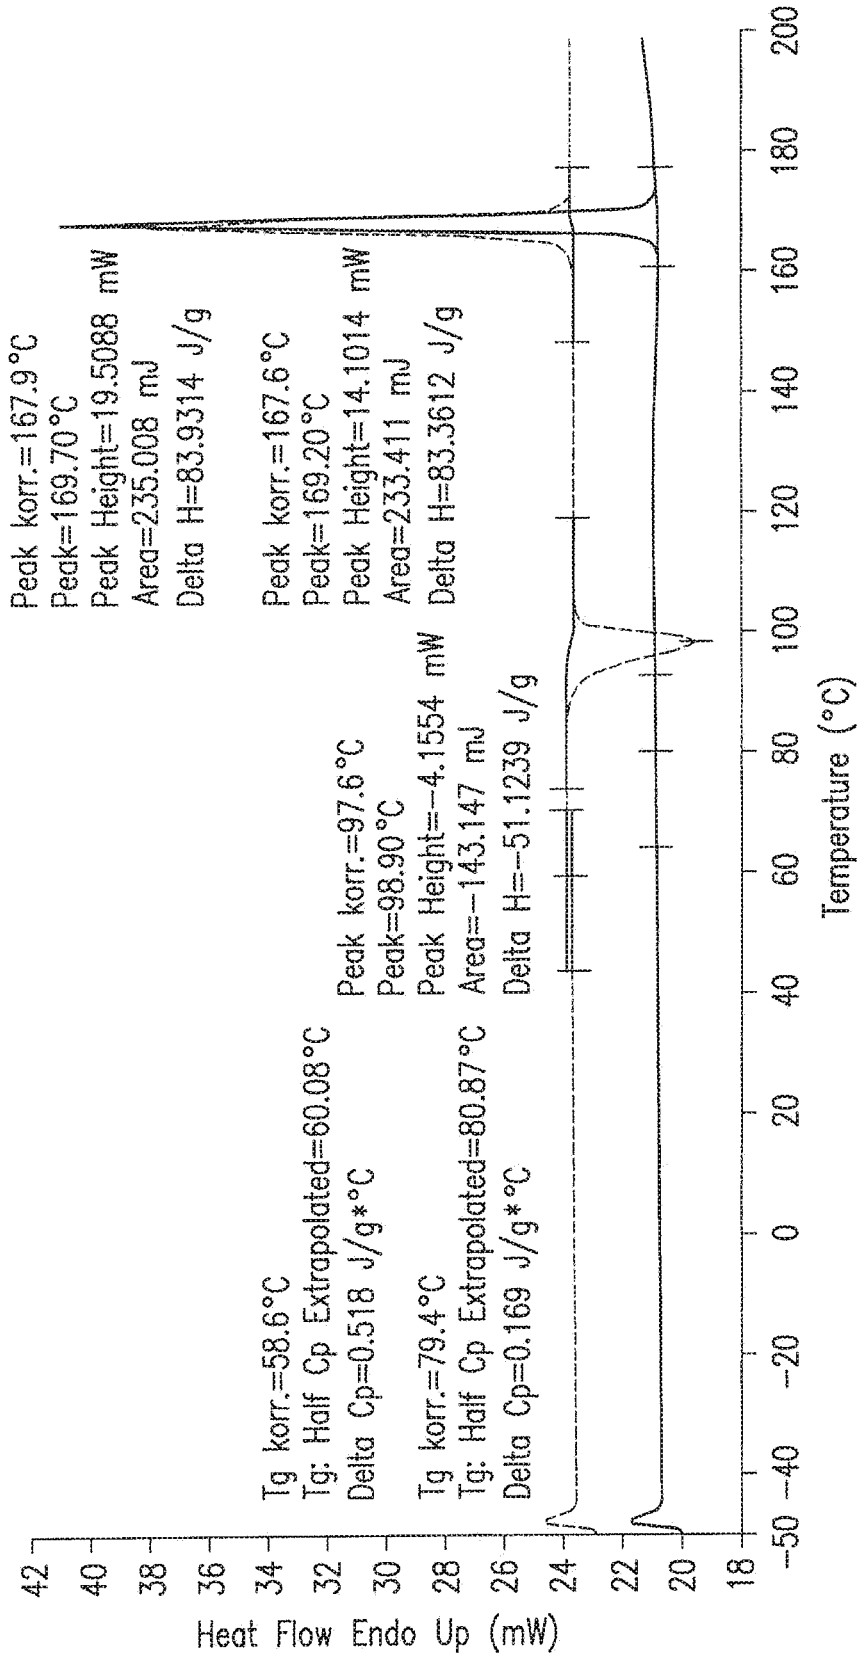 Peak korr.=167.9°C
Peak=169.70°C
Peak Height=19.5088 mW
Area=235.008 mJ
Delta H=83.9314 J/g
Peak korr.=167.6°C
Peak=169.20°C
Peak Height=14.1014 mW
Area=233.411 mJ
Delta H=83.3612 J/g
Peak korr.=97.6°C
Peak=98.90°C
Peak Height=-4.1554 mW
Area=-143.147 mJ
Delta H=-51.1239 J/g
Tg korr.=58.6°C
Tg: Half Cp Extrapolated=60.08°C
Delta Cp=0.518 J/g*°C
Tg korr.=79.4°C
Tg: Half Cp Extrapolated=80.87°C
Delta Cp=0.169 J/g*°C
42
40
38
36
34
32
30
28
26
24
22
20
18
Heat Flow Endo Up (mW)
-50
-40
-20
0
20
40
60
80
100
120
140
160
180
200
Temperature (°C)